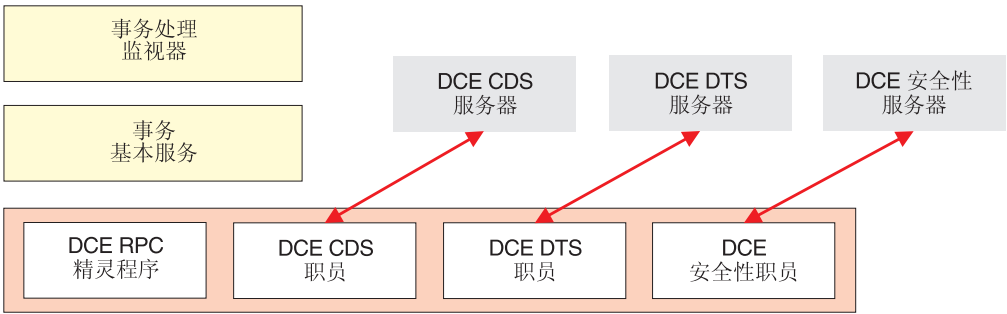 事务处理
监视器
DCE CDS
服务器
DCE DTS
服务器
DCE 安全性
服务器
事务
基本服务
DCE RPC
精灵程序
DCE CDS
职员
DCE DTS
职员
DCE
安全性职员